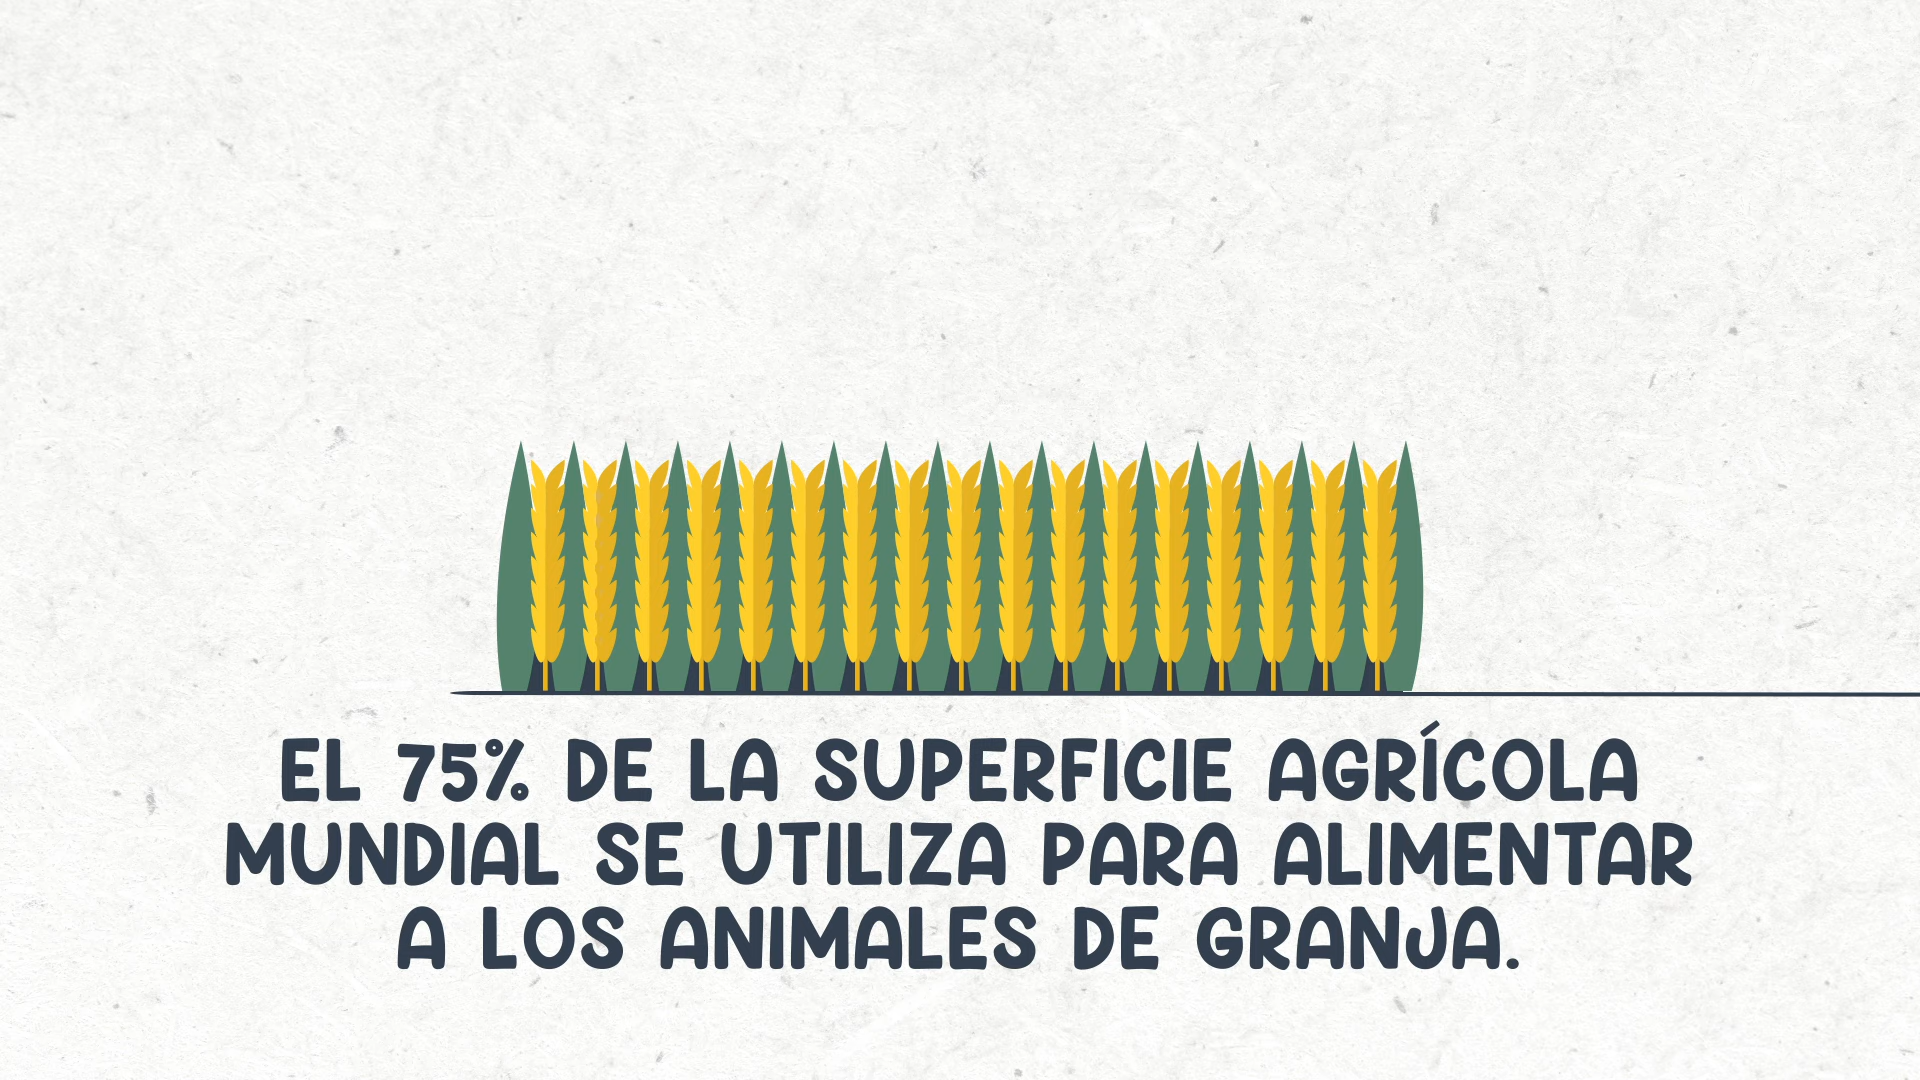 EL 75% DE LA SUPERFICIE AGRÍCOLA
MUNDIAL SE UTILIZA PARA ALIMENTAR
A LOS ANIMALES DE GRANJA.